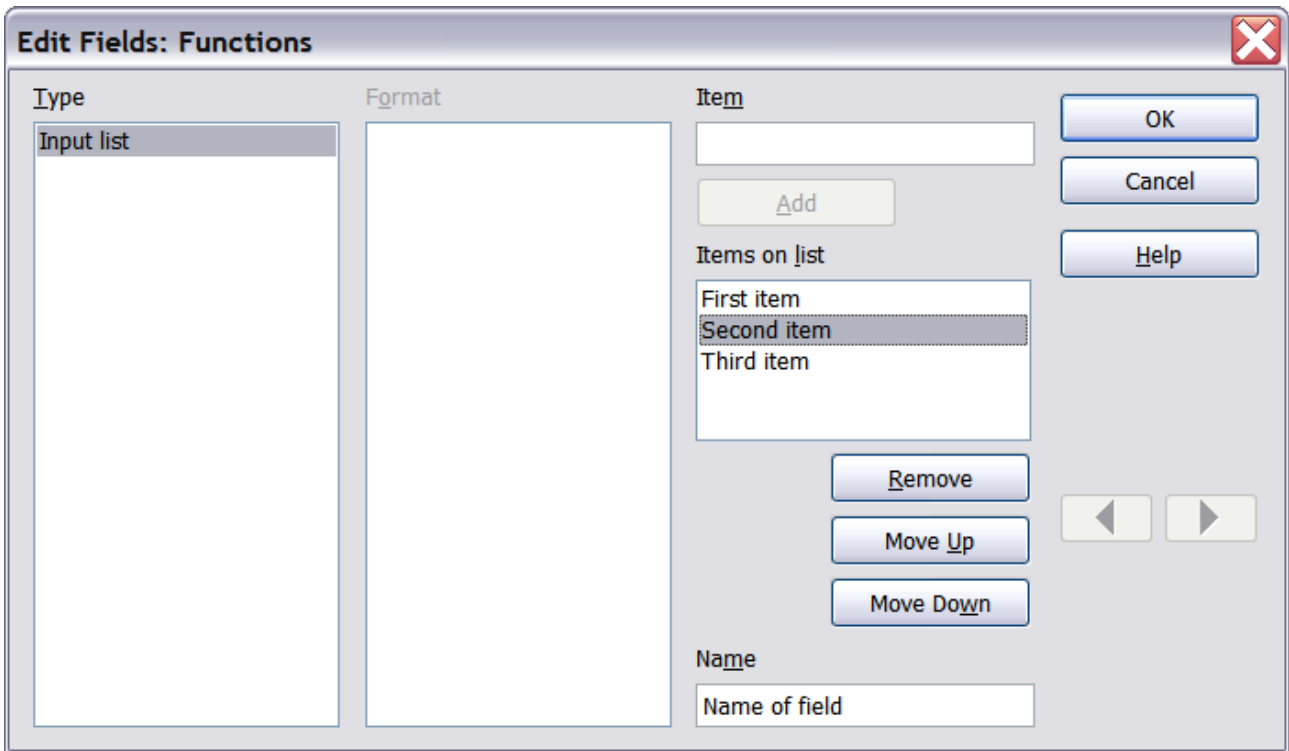 Edit Fields: Functions
Type
Input list
Format
Item
Add
Items on list
First item
Second item
Third item
Remove
Move Up
Move Down
Name
Name of field
OK
Cancel
Help